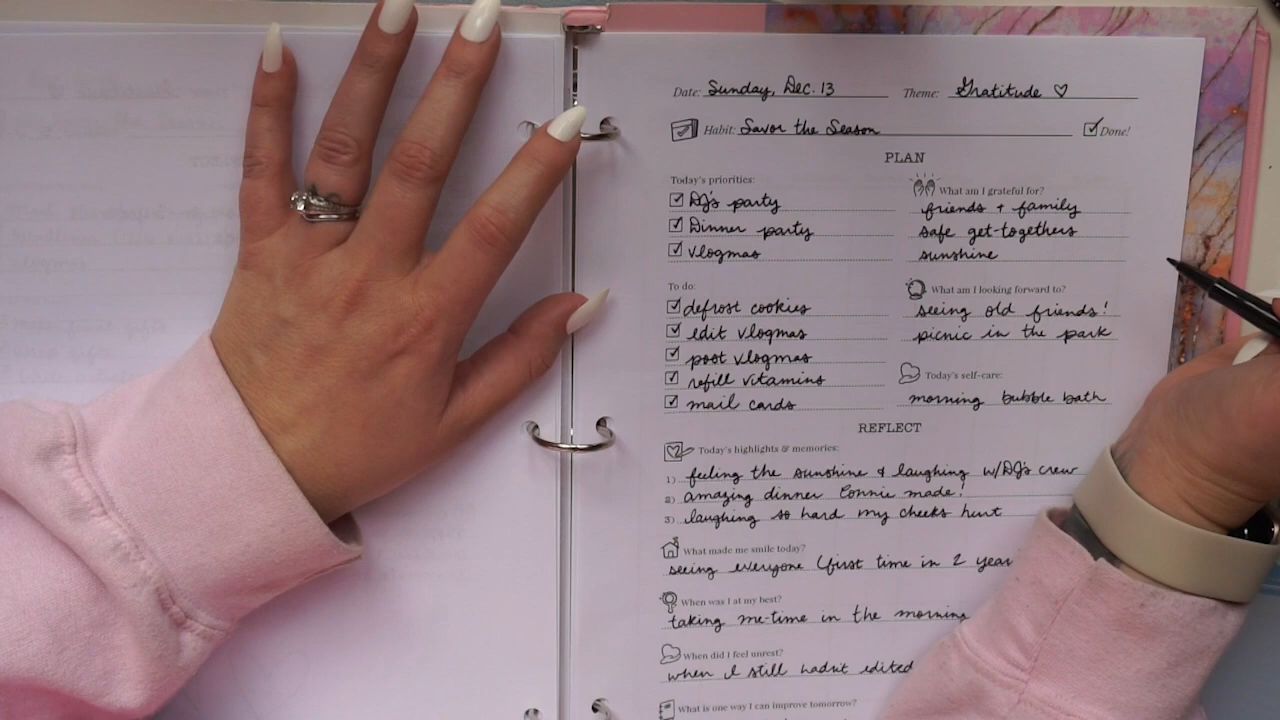 Date: Sunday, Dec. 13 Theme: Gratitude ♡
Habit: Savor the Season Done!
PLAN
Today's priorities:
DJ's party
Dinner party
vlogmas
What am I grateful for?
friends + family
safe get-togethers
sunshine
To do:
defrost cookies
edit vlogmas
post vlogmas
refill vitamins
mail cards
What am I looking forward to?
seeing old friends!
picnic in the park
Today's self-care:
morning bubble bath
REFLECT
Today's highlights & memories:
1) feeling the sunshine & laughing w/DJ's crew
2) amazing dinner Connie made!
3) laughing so hard my cheeks hurt
What made me smile today?
seeing everyone (first time in 2 year
When was I at my best?
taking me-time in the morning
When did I feel unrest?
when I still hadn't edited
What is one way I can improve tomorrow?